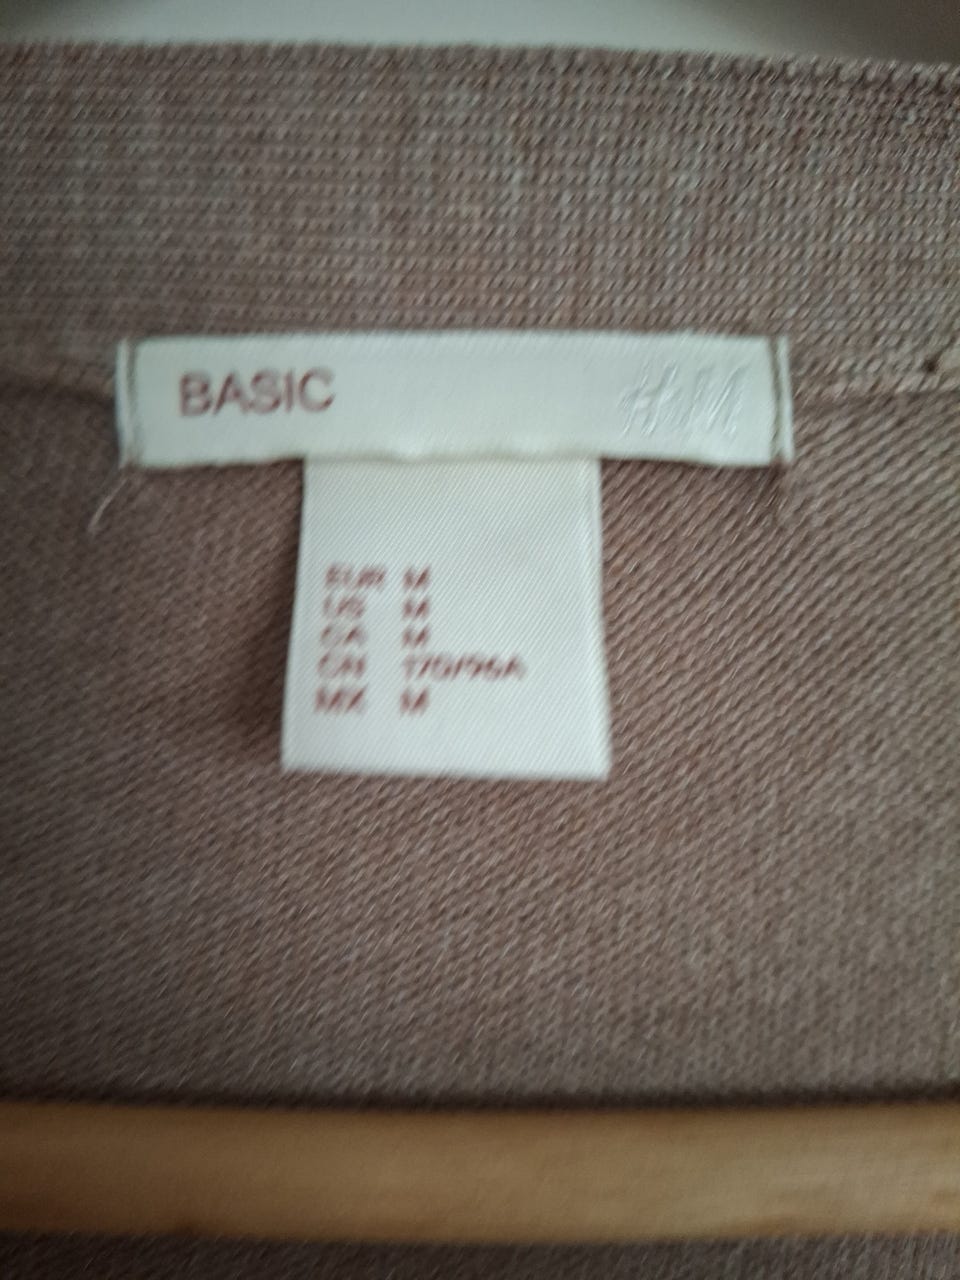 BASIC H&M
EUR M
US M
CA M
CN 170/96A
MX M